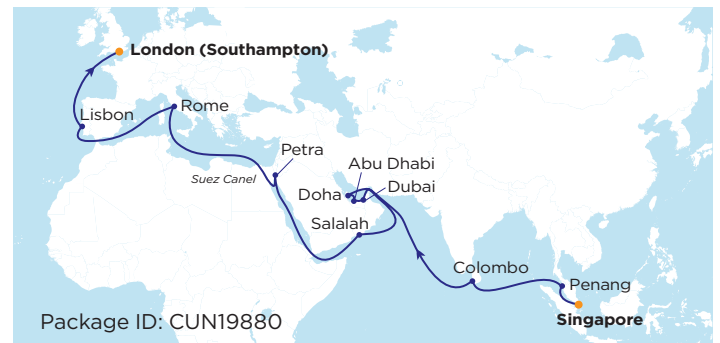 London (Southampton)
Lisbon
Rome
Petra
Suez Canel
Abu Dhabi
Doha
Dubai
Salalah
Colombo
Penang
Singapore
Package ID: CUN19880